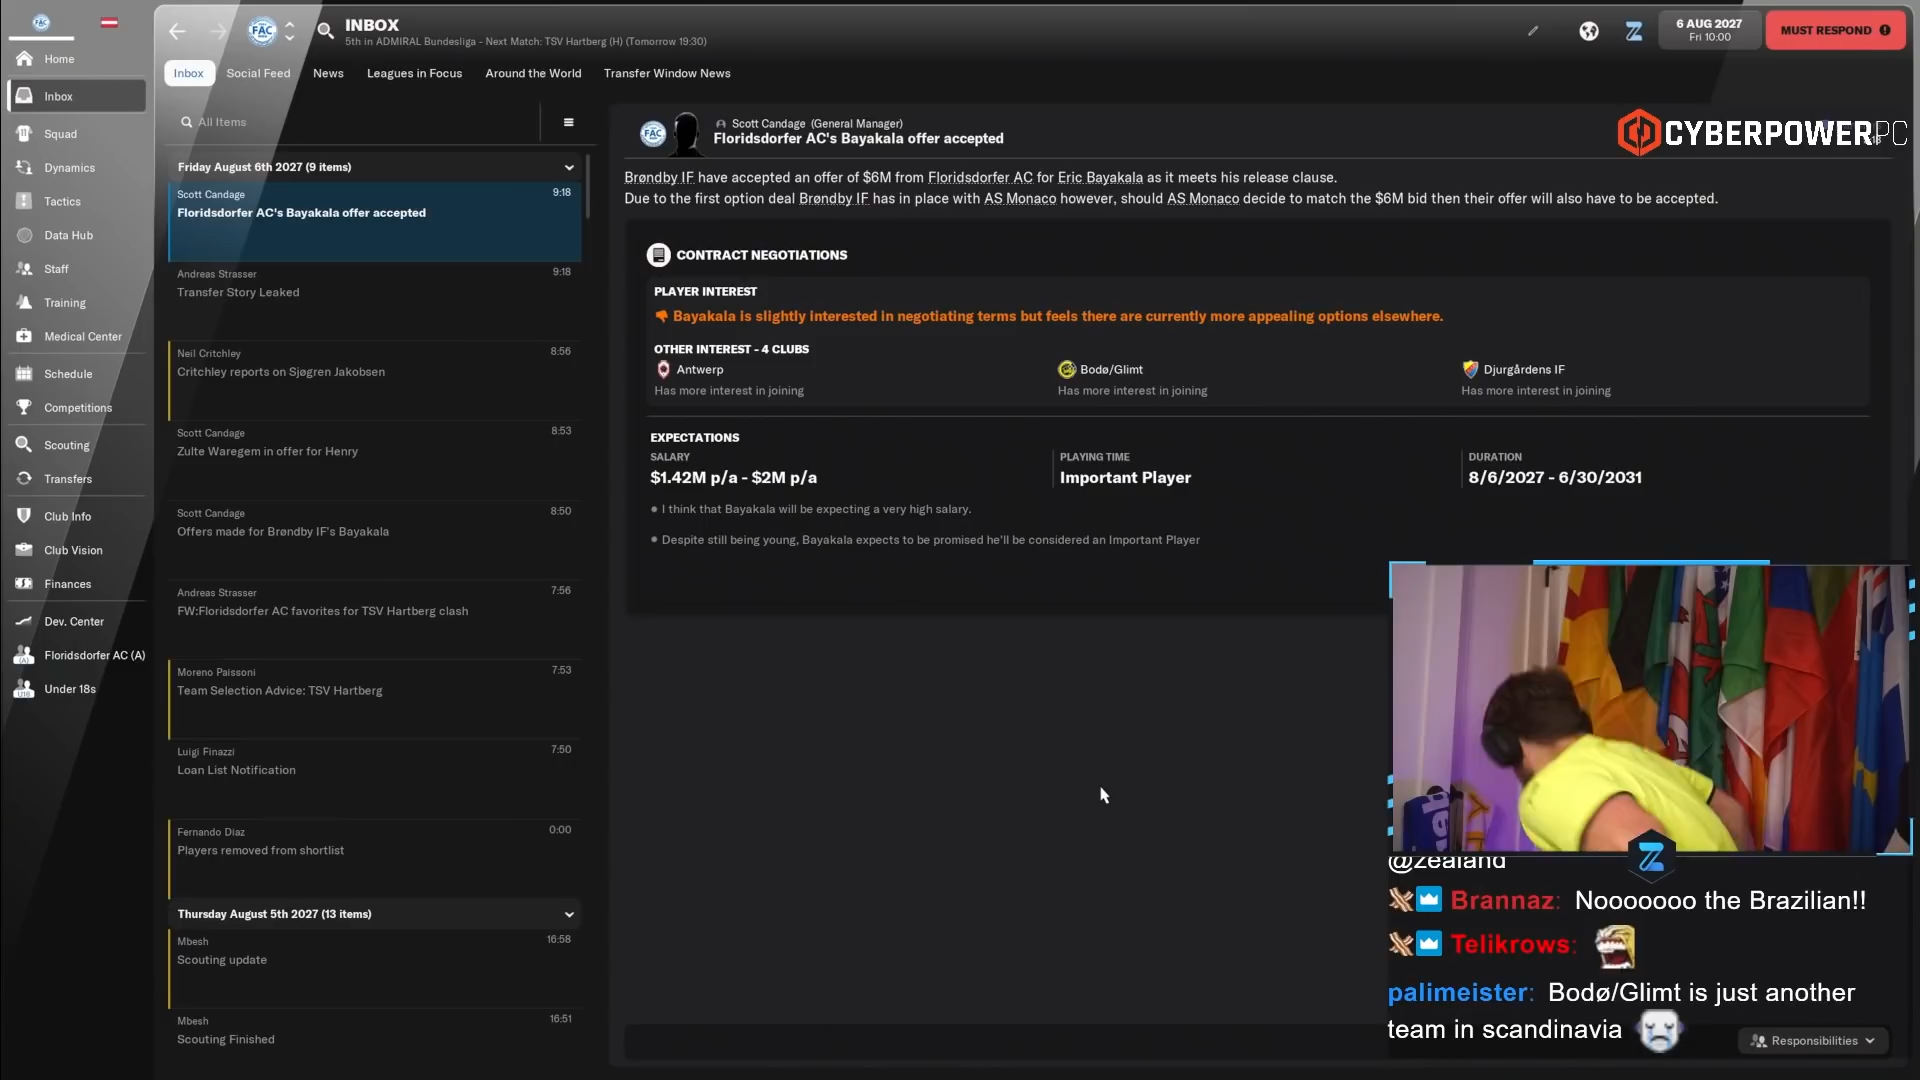 FAC
Home
Inbox
Squad
Dynamics
Tactics
Data Hub
Staff
Training
Medical Center
Schedule
Competitions
Scouting
Transfers
Club Info
Club Vision
Finances
Dev. Center
Floridsdorfer AC (A)
Under 18s
FAC
INBOX
5th in ADMIRAL Bundesliga - Next Match: TSV Hartberg (H) (Tomorrow 19:30)
6 AUG 2027
Fri 10:00
MUST RESPOND
Inbox
Social Feed
News
Leagues in Focus
Around the World
Transfer Window News
All Items
Friday August 6th 2027 (9 items)
Scott Candage 9:18
Floridsdorfer AC's Bayakala offer accepted
Andreas Strasser 9:18
Transfer Story Leaked
Neil Critchley 8:56
Critchley reports on Sjøgren Jakobsen
Scott Candage 8:53
Zulte Waregem in offer for Henry
Scott Candage 8:50
Offers made for Brøndby IF's Bayakala
Andreas Strasser 7:56
FW:Floridsdorfer AC favorites for TSV Hartberg clash
Moreno Paissoni 7:53
Team Selection Advice: TSV Hartberg
Luigi Finazzi 7:50
Loan List Notification
Fernando Diaz 0:00
Players removed from shortlist
Thursday August 5th 2027 (13 items)
Mbesh 16:58
Scouting update
Mbesh 16:51
Scouting Finished
FAC
Scott Candage (General Manager)
Floridsdorfer AC's Bayakala offer accepted
CYBERPOWERPC
Brøndby IF have accepted an offer of $6M from Floridsdorfer AC for Eric Bayakala as it meets his release clause.
Due to the first option deal Brøndby IF has in place with AS Monaco however, should AS Monaco decide to match the $6M bid then their offer will also have to be accepted.
CONTRACT NEGOTIATIONS
PLAYER INTEREST
Bayakala is slightly interested in negotiating terms but feels there are currently more appealing options elsewhere.
OTHER INTEREST - 4 CLUBS
Antwerp
Has more interest in joining
Bodø/Glimt
Has more interest in joining
Djurgårdens IF
Has more interest in joining
EXPECTATIONS
SALARY
$1.42M p/a - $2M p/a
PLAYING TIME
Important Player
DURATION
8/6/2027 - 6/30/2031
• I think that Bayakala will be expecting a very high salary.
• Despite still being young, Bayakala expects to be promised he'll be considered an Important Player
@zealand
Brannaz: Nooooooo the Brazilian!!
Telikrows:
palimeister: Bodø/Glimt is just another
team in scandinavia
Responsibilities